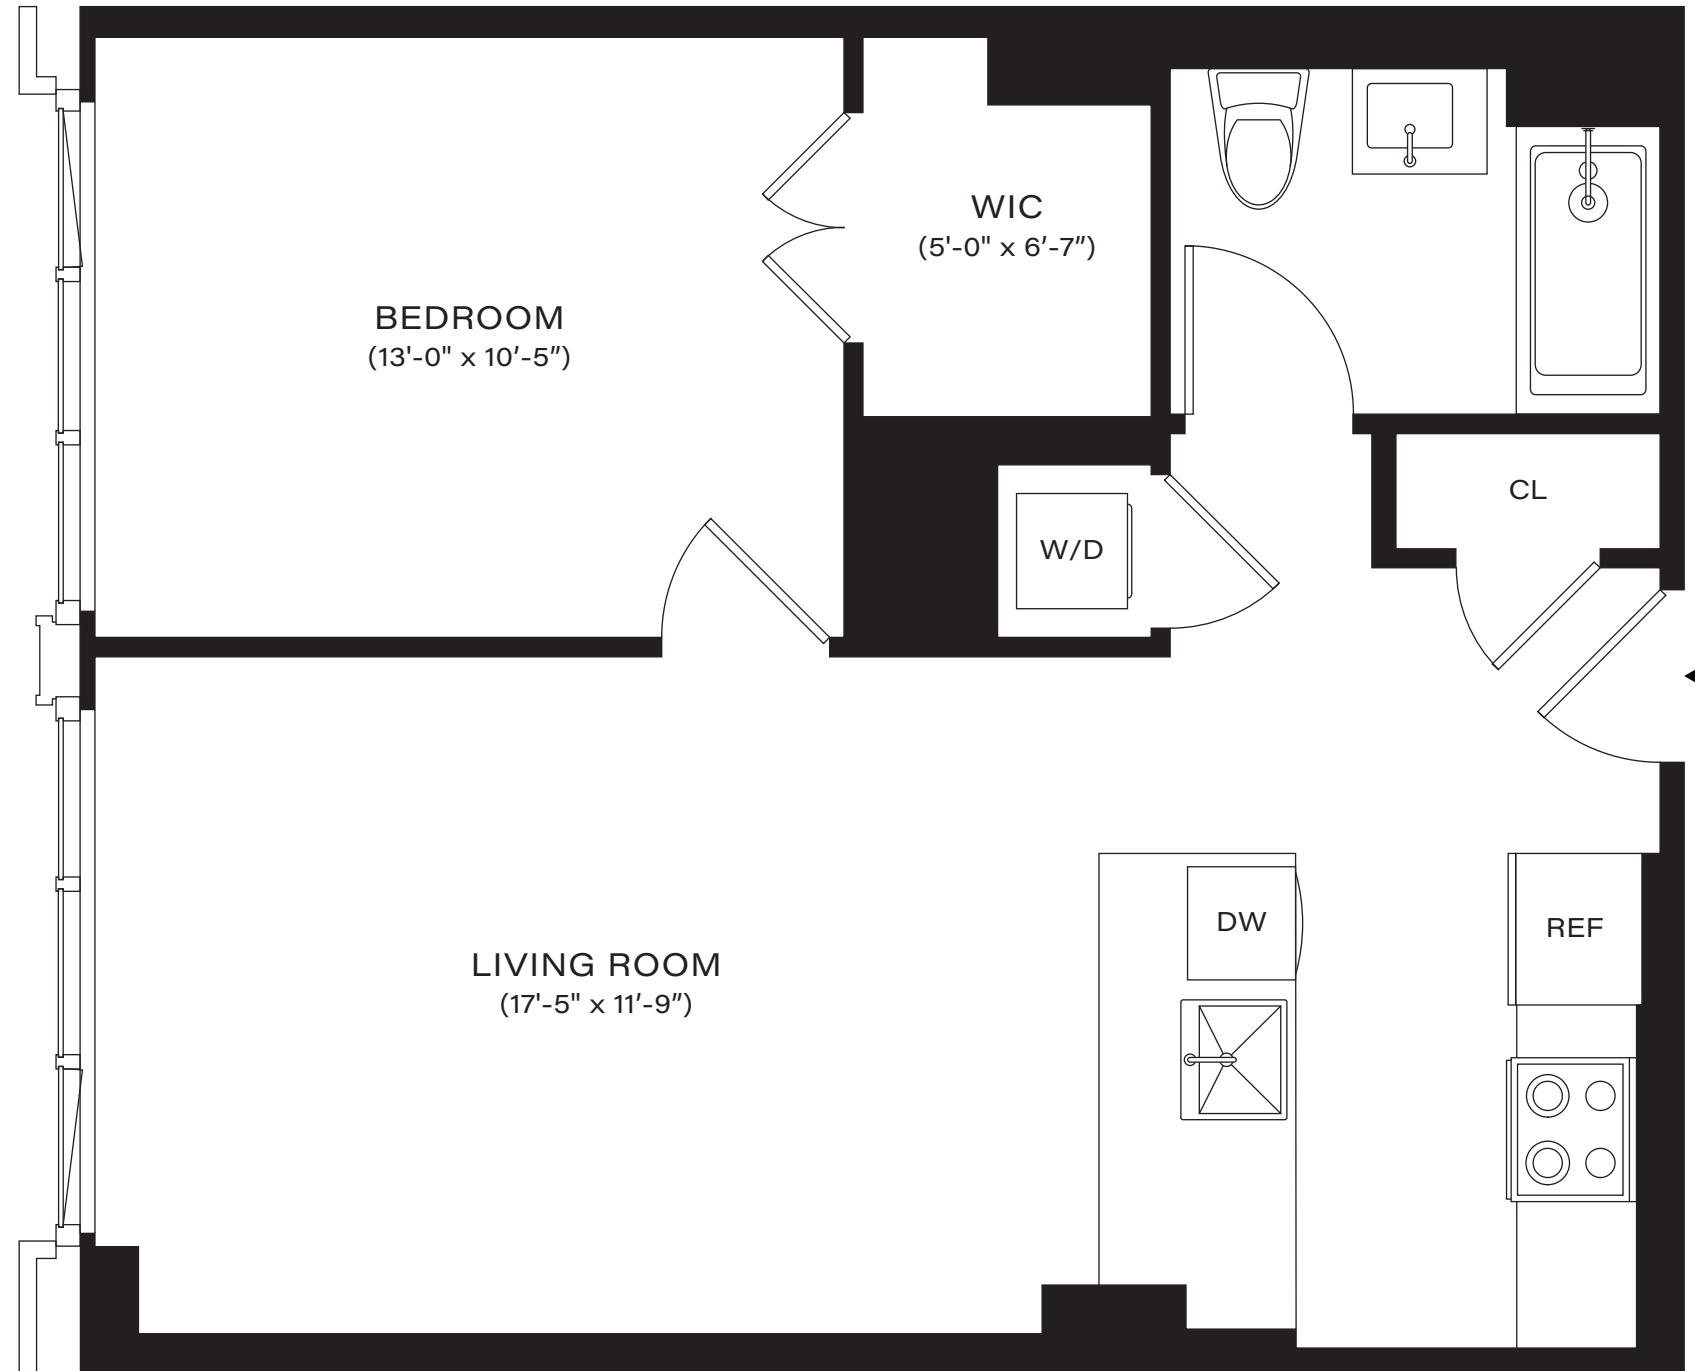 WIC
(5'-0" x 6′-7″)
BEDROOM
(13'-0" x 10′-5″)
CL
W/D
DW
REF
LIVING ROOM
(17'-5" x 11′-9″)